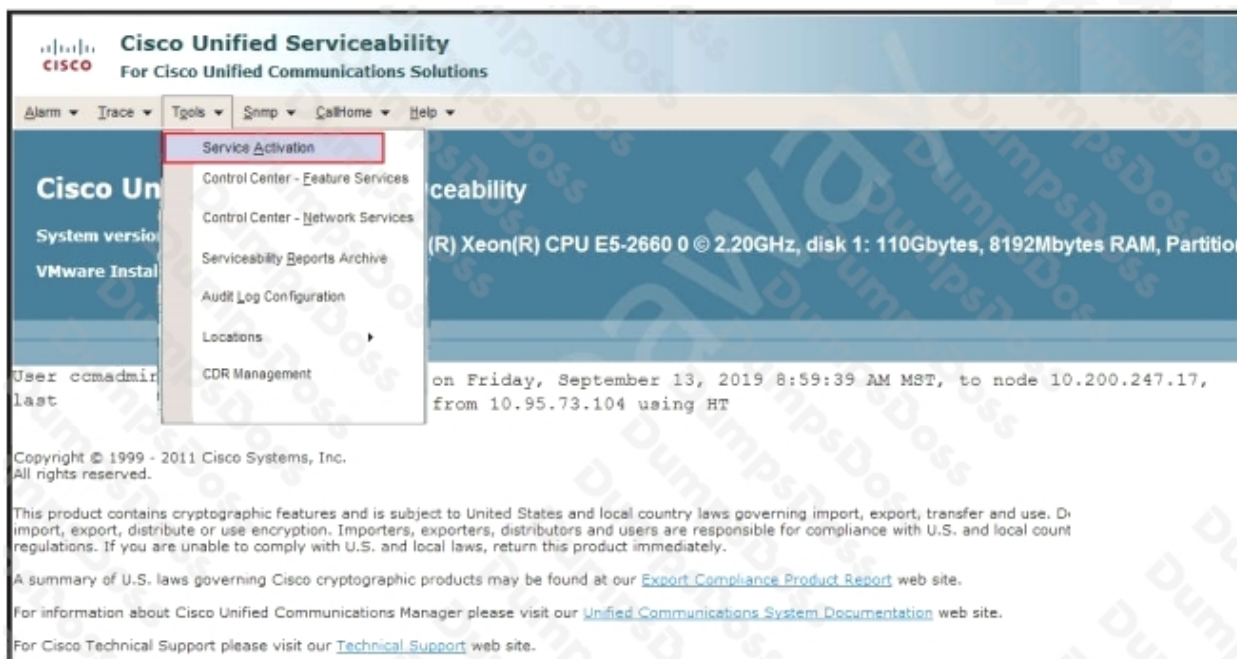 Cisco Unified Serviceability
CISCO
For Cisco Unified Communications Solutions
Alarm Trace Tools Snmp CallHome Help
Service Activation
Control Center - Feature Services
Control Center - Network Services
Serviceability Reports Archive
Audit Log Configuration
Locations
CDR Management
Cisco Un ceability
System versio
(R) Xeon(R) CPU E5-2660 0 © 2.20GHz, disk 1: 110Gbytes, 8192Mbytes RAM, Partitio
VMware Instal
User ccmadmin on Friday, September 13, 2019 8:59:39 AM MST, to node 10.200.247.17,
last from 10.95.73.104 using HT
Copyright © 1999 - 2011 Cisco Systems, Inc.
All rights reserved.
This product contains cryptographic features and is subject to United States and local country laws governing import, export, transfer and use. D
import, export, distribute or use encryption. Importers, exporters, distributors and users are responsible for compliance with U.S. and local count
regulations. If you are unable to comply with U.S. and local laws, return this product immediately.
A summary of U.S. laws governing Cisco cryptographic products may be found at our Export Compliance Product Report web site.
For information about Cisco Unified Communications Manager please visit our Unified Communications System Documentation web site.
For Cisco Technical Support please visit our Technical Support web site.
DumpsDoss
away